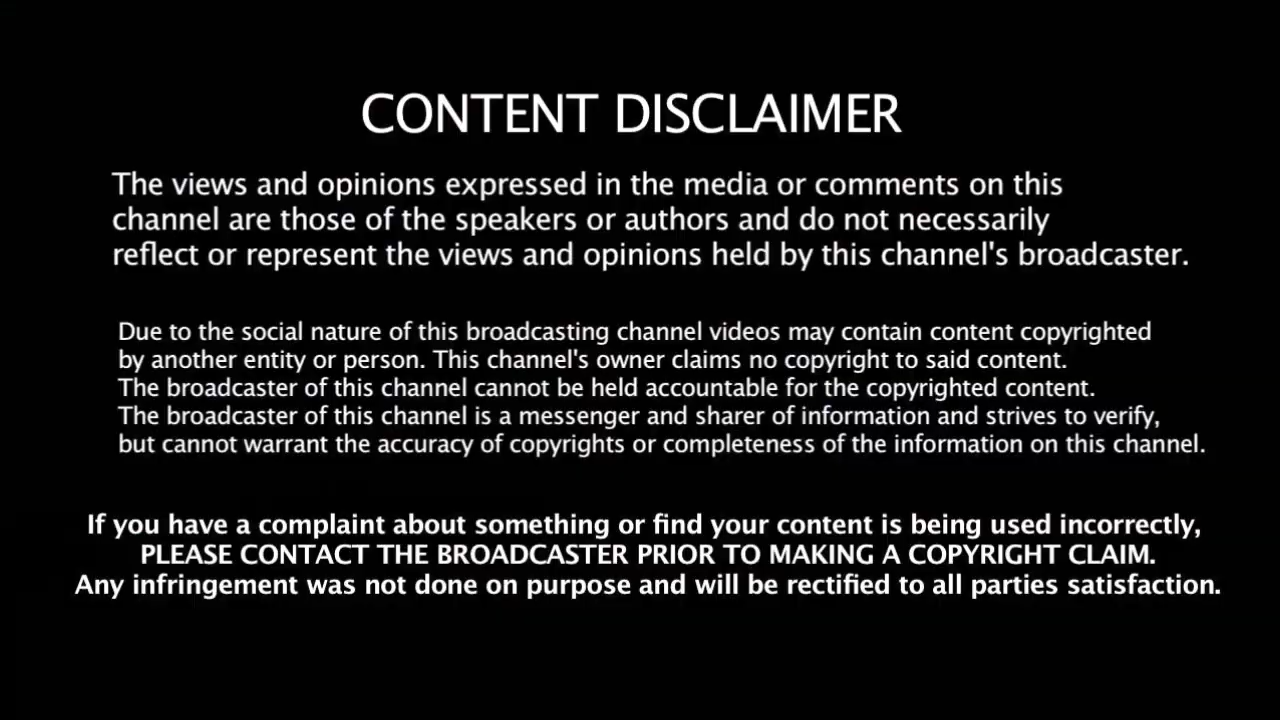 CONTENT DISCLAIMER
The views and opinions expressed in the media or comments on this
channel are those of the speakers or authors and do not necessarily
reflect or represent the views and opinions held by this channel's broadcaster.
Due to the social nature of this broadcasting channel videos may contain content copyrighted
by another entity or person. This channel's owner claims no copyright to said content.
The broadcaster of this channel cannot be held accountable for the copyrighted content.
The broadcaster of this channel is a messenger and sharer of information and strives to verify,
but cannot warrant the accuracy of copyrights or completeness of the information on this channel.
If you have a complaint about something or find your content is being used incorrectly,
PLEASE CONTACT THE BROADCASTER PRIOR TO MAKING A COPYRIGHT CLAIM.
Any infringement was not done on purpose and will be rectified to all parties satisfaction.